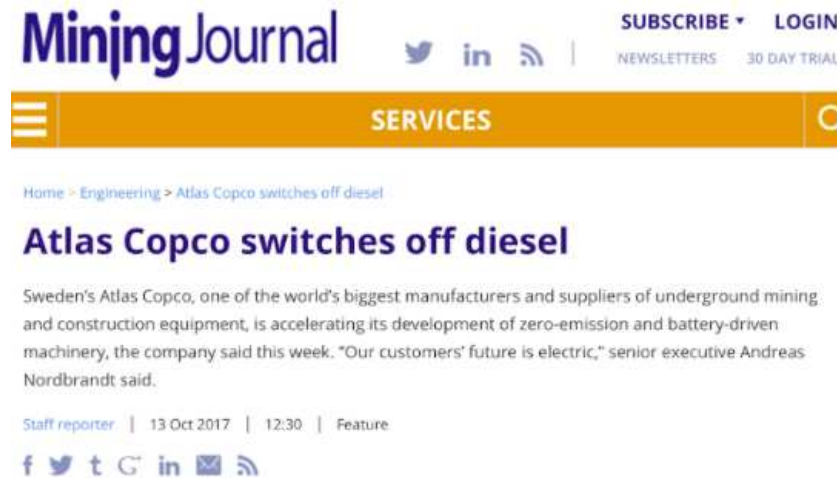 Mining Journal
SUBSCRIBE LOGIN
NEWSLETTERS 30 DAY TRIAL
SERVICES
Home > Engineering > Atlas Copco switches off diesel
Atlas Copco switches off diesel
Sweden's Atlas Copco, one of the world's biggest manufacturers and suppliers of underground mining
and construction equipment, is accelerating its development of zero-emission and battery-driven
machinery, the company said this week. "Our customers' future is electric," senior executive Andreas
Nordbrandt said.
Staff reporter | 13 Oct 2017 | 12:30 | Feature